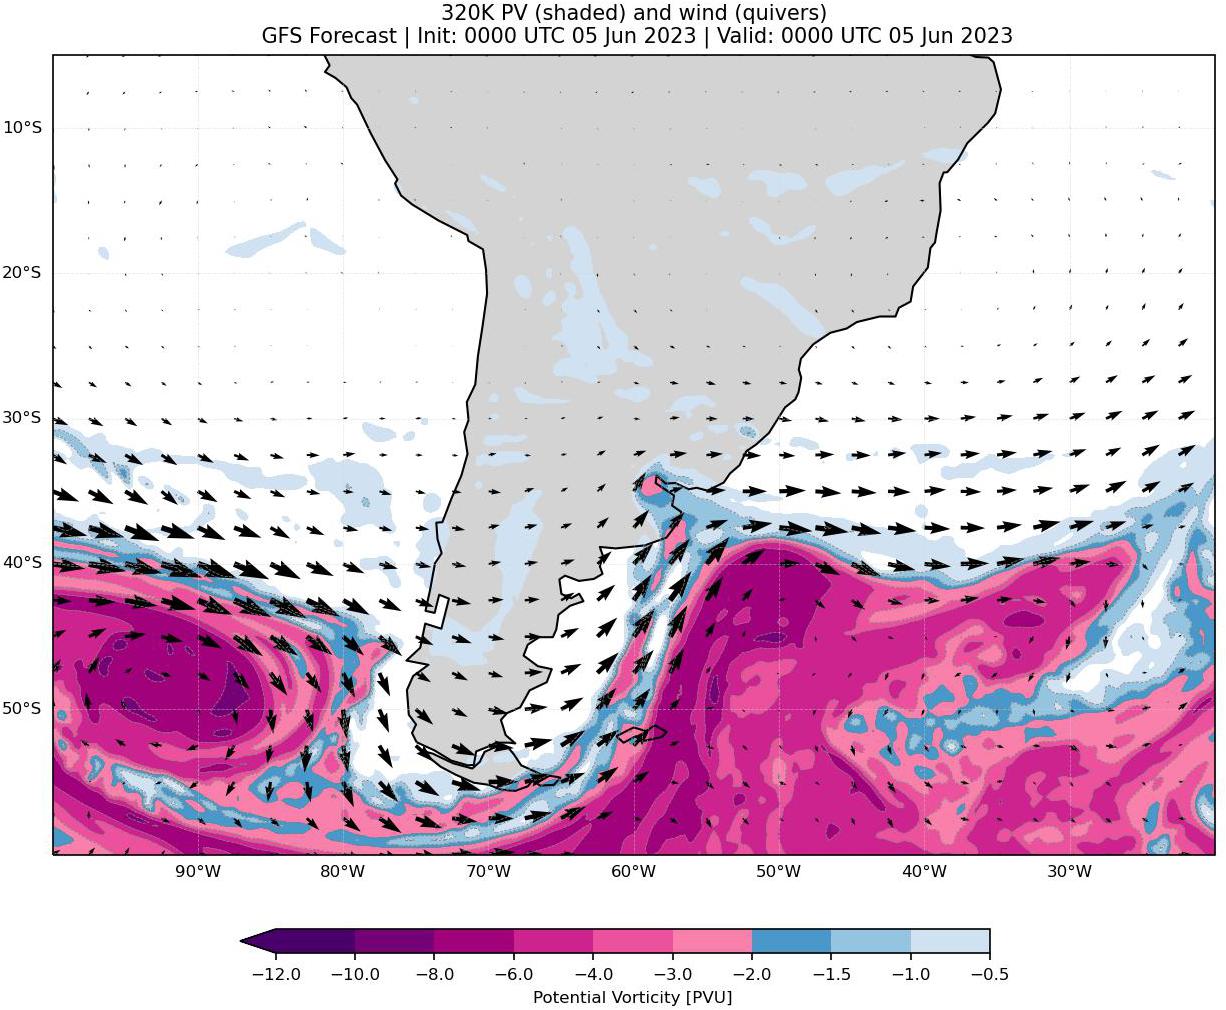 320K PV (shaded) and wind (quivers)
GFS Forecast | Init: 0000 UTC 05 Jun 2023 | Valid: 0000 UTC 05 Jun 2023
10°S
20°S
30°S
40°S
50°S
90°W 80°W 70°W 60°W 50°W 40°W 30°W
−12.0 −10.0 −8.0 −6.0 −4.0 −3.0 −2.0 −1.5 −1.0 −0.5
Potential Vorticity [PVU]